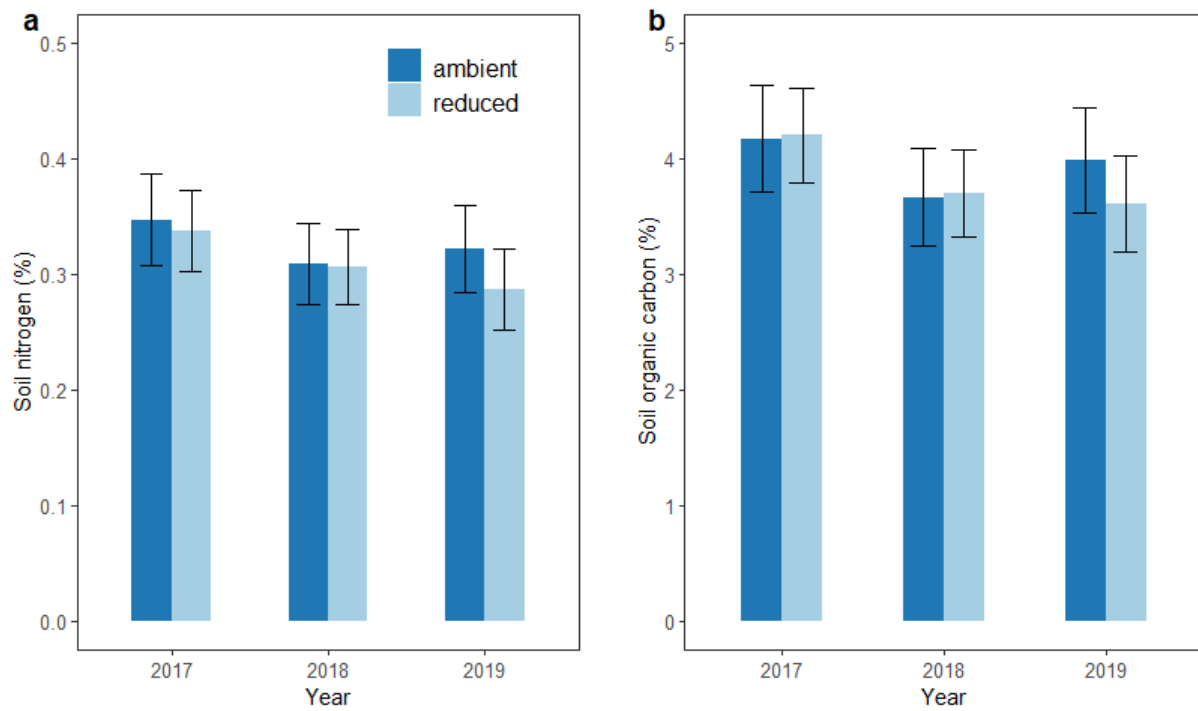 a
ambient
reduced
Soil nitrogen (%)
0.5
0.4
0.3
0.2
0.1
0.0
2017 2018 2019
Year
b
Soil organic carbon (%)
5
4
3
2
1
0
2017 2018 2019
Year